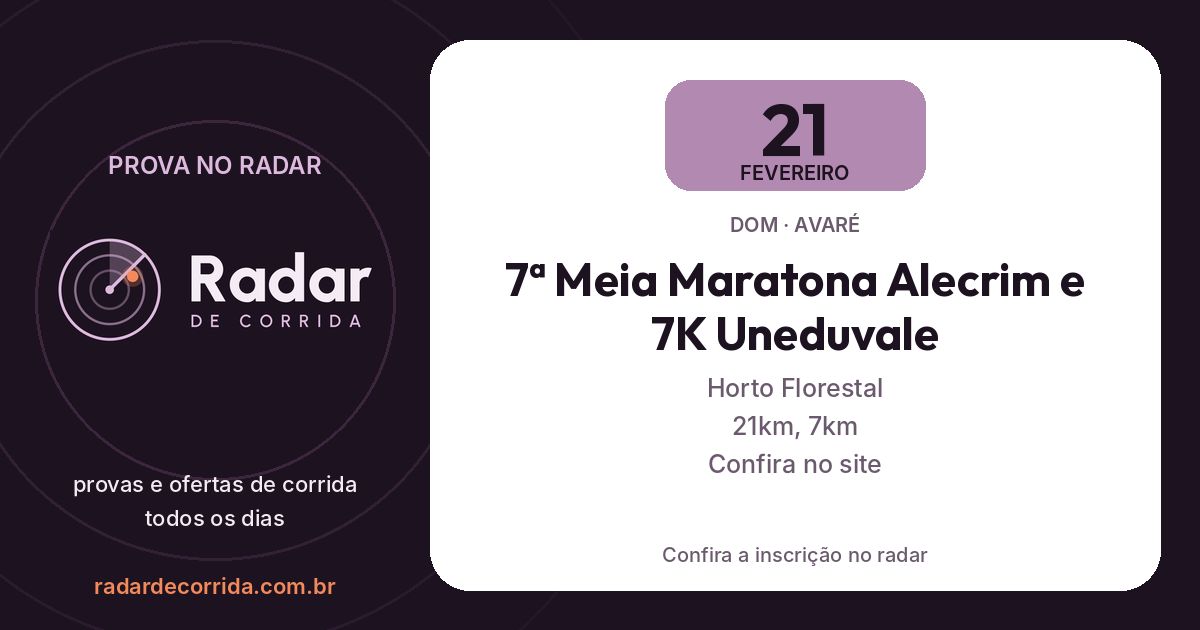 PROVA NO RADAR
Radar
DE CORRIDA
provas e ofertas de corrida
todos os dias
radardecorrida.com.br
21
FEVEREIRO
DOM · AVARÉ
7ª Meia Maratona Alecrim e
7K Uneduvale
Horto Florestal
21km, 7km
Confira no site
Confira a inscrição no radar